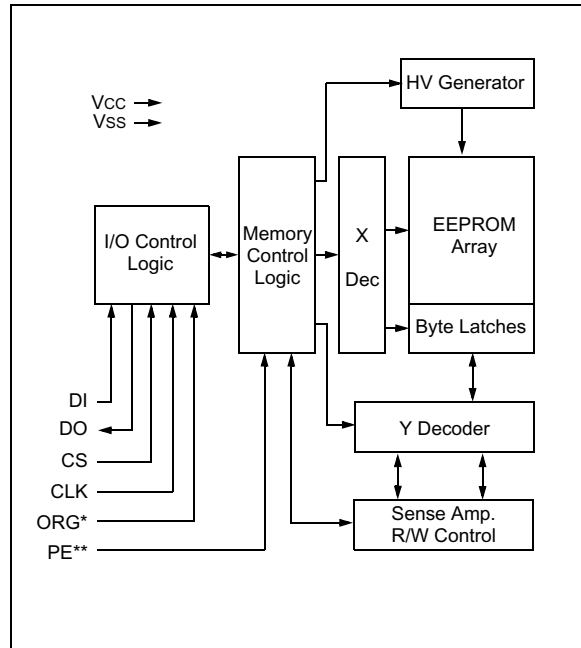 HV Generator
VCC
VSS
I/O Control
Logic
Memory
Control
Logic
X
Dec
EEPROM
Array
Byte Latches
DI
DO
CS
CLK
ORG*
PE**
Y Decoder
Sense Amp.
R/W Control